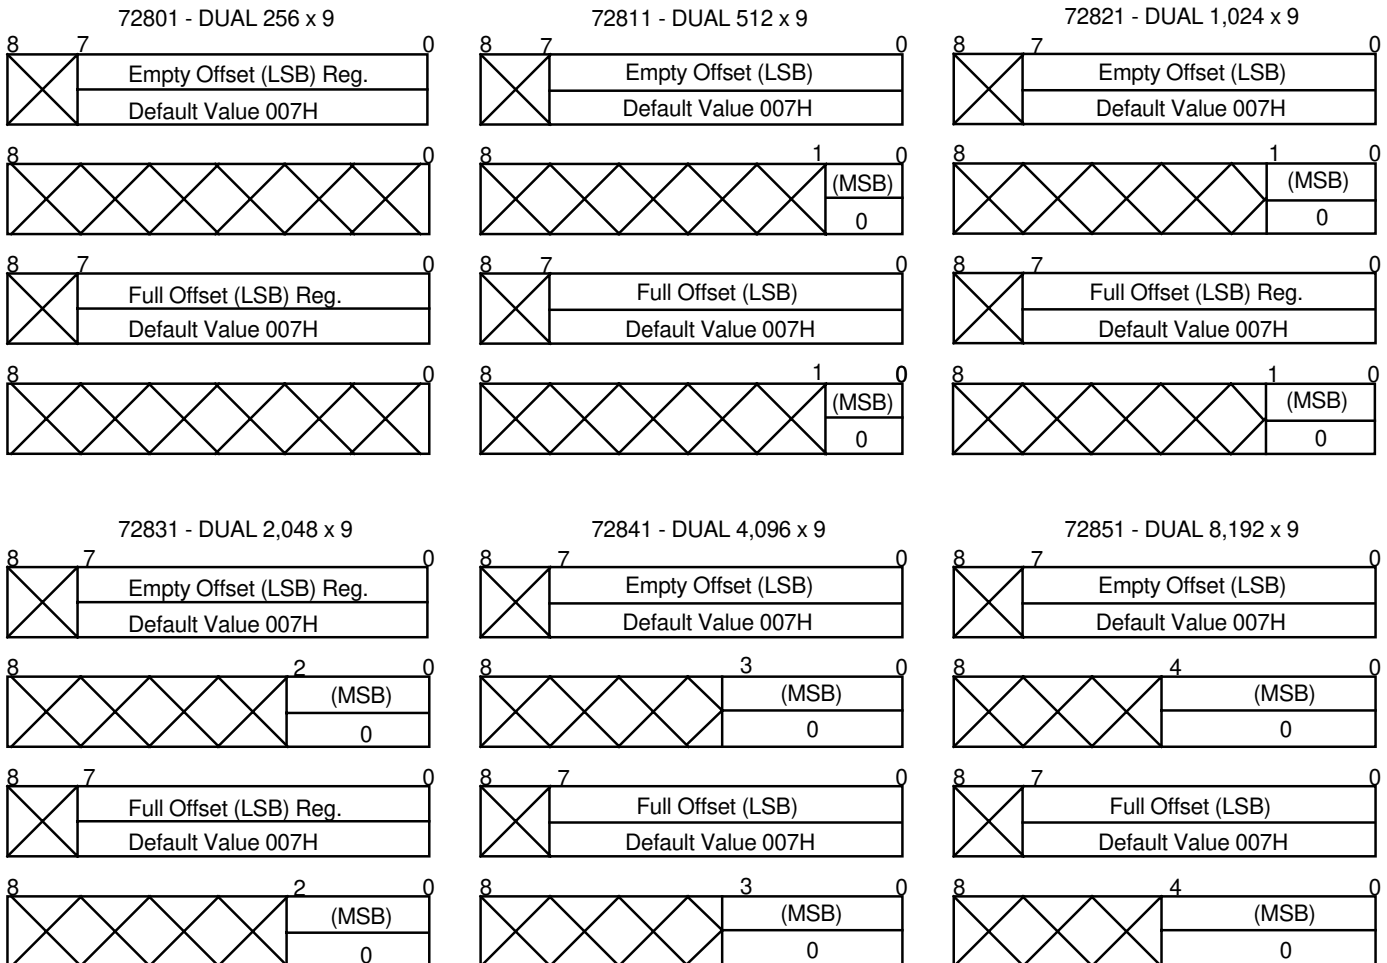 72801 - DUAL 256 x 9
8 7 0
Empty Offset (LSB) Reg.
Default Value 007H
8 0
8 7 0
Full Offset (LSB) Reg.
Default Value 007H
8 0
72811 - DUAL 512 x 9
8 7 0
Empty Offset (LSB)
Default Value 007H
8 1 0
(MSB)
0
8 7 0
Full Offset (LSB)
Default Value 007H
8 1 0
(MSB)
0
72821 - DUAL 1,024 x 9
8 7 0
Empty Offset (LSB)
Default Value 007H
8 1 0
(MSB)
0
8 7 0
Full Offset (LSB) Reg.
Default Value 007H
8 1 0
(MSB)
0
72831 - DUAL 2,048 x 9
8 7 0
Empty Offset (LSB) Reg.
Default Value 007H
8 2 0
(MSB)
0
8 7 0
Full Offset (LSB) Reg.
Default Value 007H
8 2 0
(MSB)
0
72841 - DUAL 4,096 x 9
8 7 0
Empty Offset (LSB)
Default Value 007H
8 3 0
(MSB)
0
8 7 0
Full Offset (LSB)
Default Value 007H
8 3 0
(MSB)
0
72851 - DUAL 8,192 x 9
8 7 0
Empty Offset (LSB)
Default Value 007H
8 4 0
(MSB)
0
8 7 0
Full Offset (LSB)
Default Value 007H
8 4 0
(MSB)
0